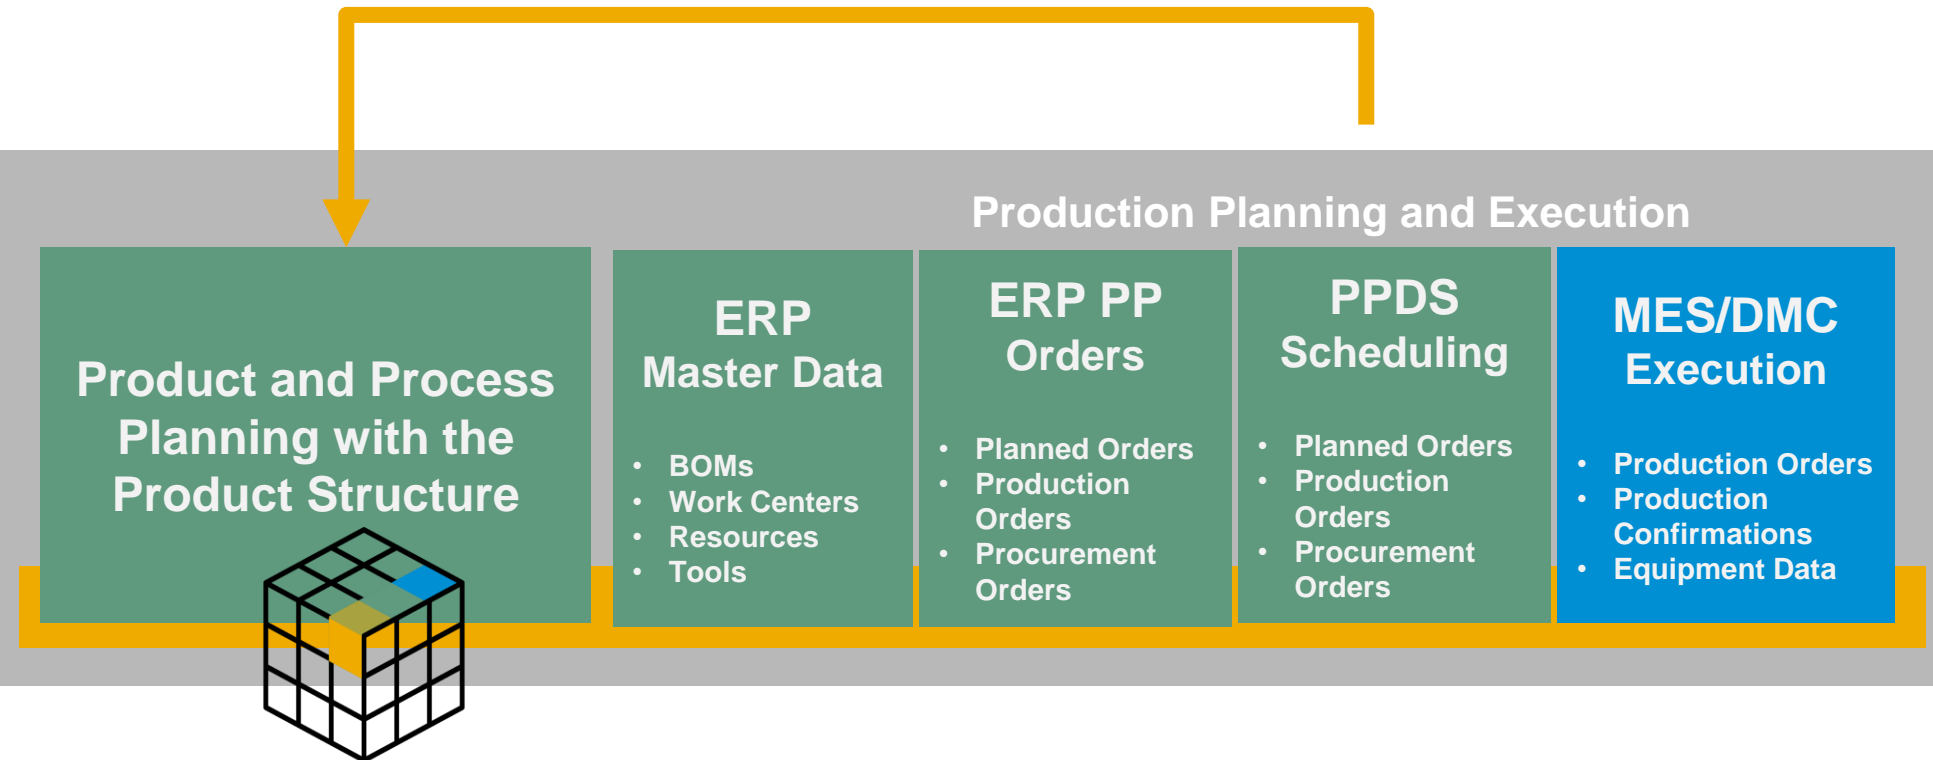 Production Planning and Execution
Product and Process
Planning with the
Product Structure
ERP
Master Data
• BOMs
• Work Centers
• Resources
• Tools
ERP PP
Orders
• Planned Orders
• Production
Orders
• Procurement
Orders
PPDS
Scheduling
• Planned Orders
• Production
Orders
• Procurement
Orders
MES/DMC
Execution
• Production Orders
• Production
Confirmations
• Equipment Data